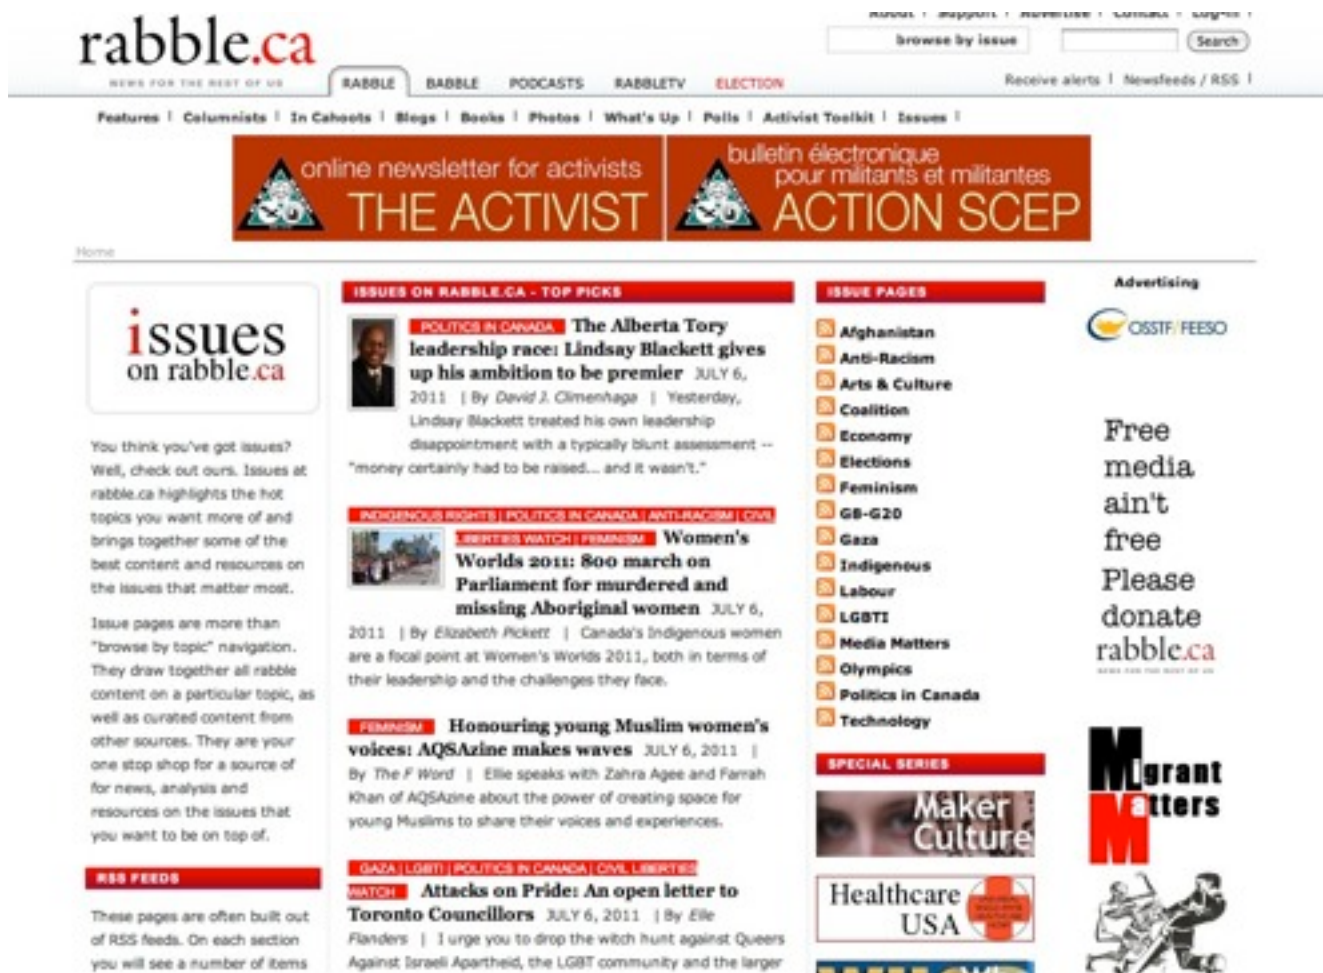 About | Support | Advertise | Contact | Log-in |
rabble.ca
NEWS FOR THE REST OF US
browse by issue
Search
RABBLE BABBLE PODCASTS RABBLETV ELECTION
Receive alerts | Newsfeeds / RSS |
Features | Columnists | In Cahoots | Blogs | Books | Photos | What's Up | Polls | Activist Toolkit | Issues |
online newsletter for activists
THE ACTIVIST
bulletin électronique
pour militants et militantes
ACTION SCEP
Home
issues
on rabble.ca
You think you've got issues?
Well, check out ours. Issues at
rabble.ca highlights the hot
topics you want more of and
brings together some of the
best content and resources on
the issues that matter most.
Issue pages are more than
"browse by topic" navigation.
They draw together all rabble
content on a particular topic, as
well as curated content from
other sources. They are your
one stop shop for a source of
for news, analysis and
resources on the issues that
you want to be on top of.
RSS FEEDS
These pages are often built out
of RSS feeds. On each section
you will see a number of items
ISSUES ON RABBLE.CA - TOP PICKS
POLITICS IN CANADA The Alberta Tory
leadership race: Lindsay Blackett gives
up his ambition to be premier JULY 6,
2011 | By David J. Climenhaga | Yesterday,
Lindsay Blackett treated his own leadership
disappointment with a typically blunt assessment --
"money certainly had to be raised... and it wasn't."
INDIGENOUS RIGHTS | POLITICS IN CANADA | ANTI-RACISM | CIVIL
LIBERTIES WATCH | FEMINISM Women's
Worlds 2011: 800 march on
Parliament for murdered and
missing Aboriginal women JULY 6,
2011 | By Elizabeth Pickett | Canada's Indigenous women
are a focal point at Women's Worlds 2011, both in terms of
their leadership and the challenges they face.
FEMINISM Honouring young Muslim women's
voices: AQSAzine makes waves JULY 6, 2011 |
By The F Word | Ellie speaks with Zahra Agee and Farrah
Khan of AQSAzine about the power of creating space for
young Muslims to share their voices and experiences.
GAZA | LGBTI | POLITICS IN CANADA | CIVIL LIBERTIES
WATCH Attacks on Pride: An open letter to
Toronto Councillors JULY 6, 2011 | By Elle
Flanders | I urge you to drop the witch hunt against Queers
Against Israeli Apartheid, the LGBT community and the larger
ISSUE PAGES
Afghanistan
Anti-Racism
Arts & Culture
Coalition
Economy
Elections
Feminism
G8-G20
Gaza
Indigenous
Labour
LGBTI
Media Matters
Olympics
Politics in Canada
Technology
SPECIAL SERIES
Maker
Culture
Healthcare
USA
Advertising
OSSTF/FEESO
Free
media
ain't
free
Please
donate
rabble.ca
NEWS FOR THE REST OF US
Migrant
Matters